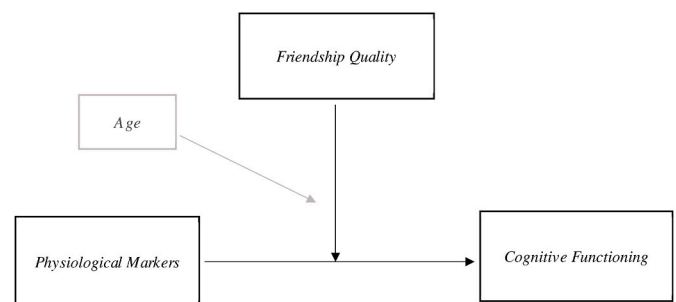 Friendship Quality
Age
Physiological Markers
Cognitive Functioning